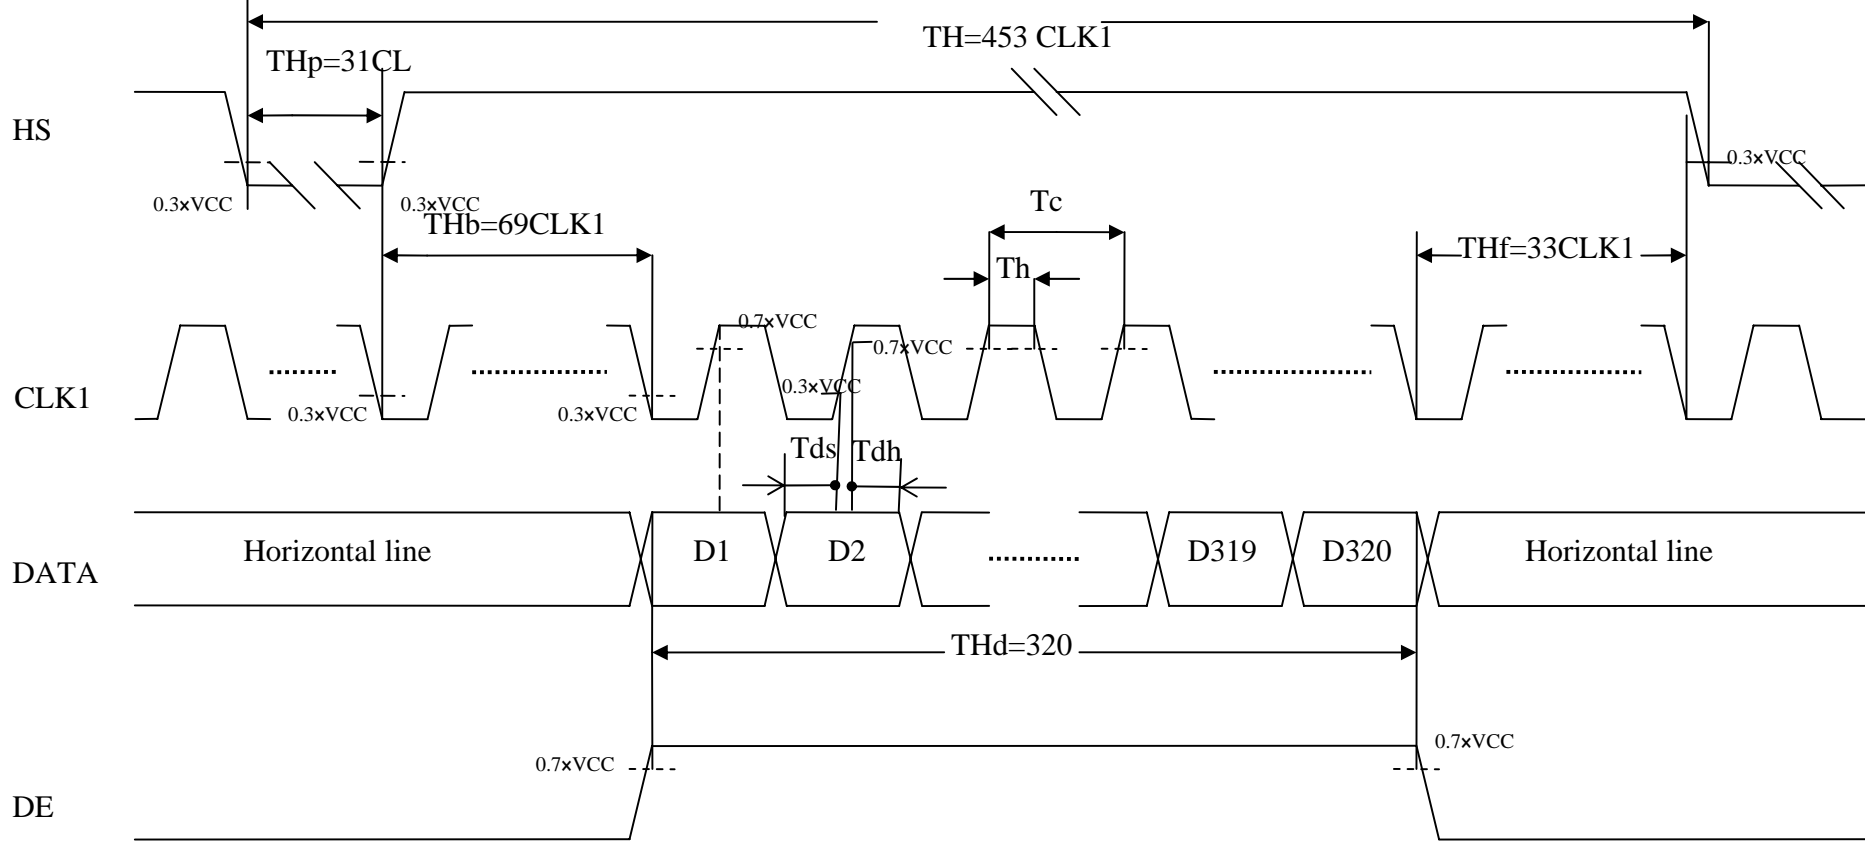 TH=453 CLK1
THp=31CL
HS
0.3×VCC
0.3×VCC
0.3×VCC
Tc
THb=69CLK1
THf=33CLK1
Th
0.7×VCC
0.7×VCC
0.3×VCC
CLK1
0.3×VCC
0.3×VCC
Tds
Tdh
DATA
Horizontal line
D1
D2
D319
D320
Horizontal line
THd=320
0.7×VCC
0.7×VCC
DE